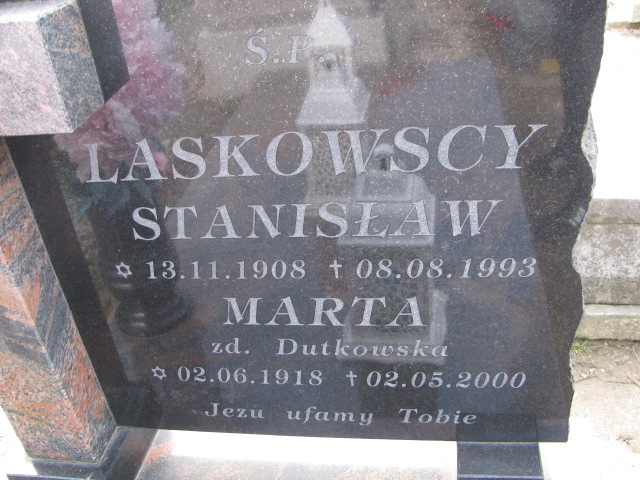 Ś.P.
LASKOWSCY
STANISŁAW
✡ 13.11.1908 † 08.08.1993
MARTA
zd. Dutkowska
✡ 02.06.1918 † 02.05.2000
Jezu ufamy Tobie